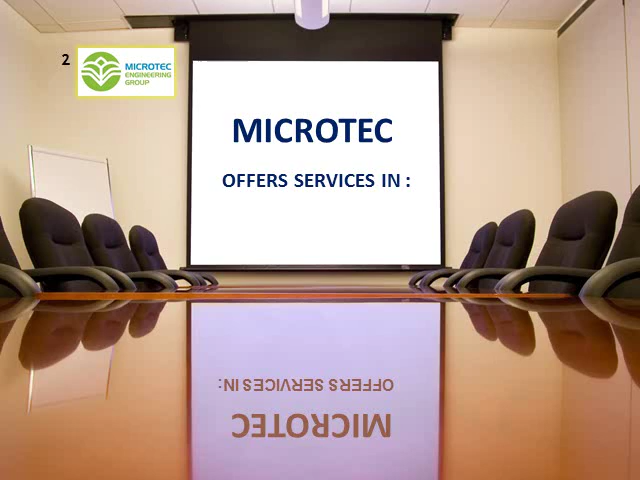 2
MICROTEC
ENGINEERING
GROUP
MICROTEC
OFFERS SERVICES IN :
OFFERS SERVICES IN :
MICROTEC